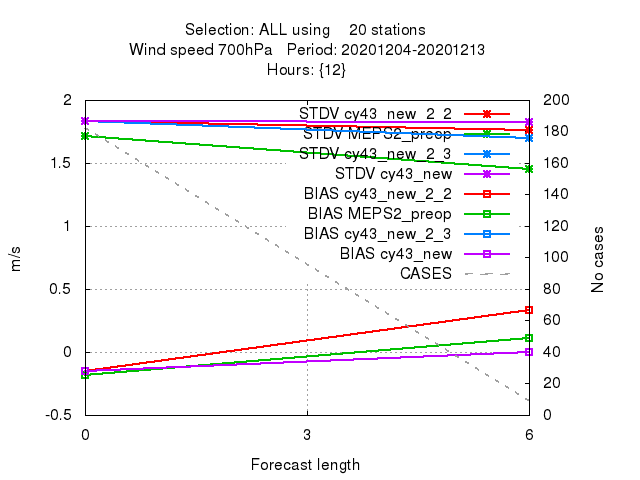 Selection: ALL using    20 stations
Wind speed 700hPa   Period: 20201204-20201213
Hours: {12}
2
1.5
1
0.5
0
-0.5
m/s
STDV cy43_new_2_2
STDV MEPS2_preop
STDV cy43_new_2_3
STDV cy43_new
BIAS cy43_new_2_2
BIAS MEPS2_preop
BIAS cy43_new_2_3
BIAS cy43_new
CASES
200
180
160
140
120
100
80
60
40
20
0
No cases
0
3
6
Forecast length